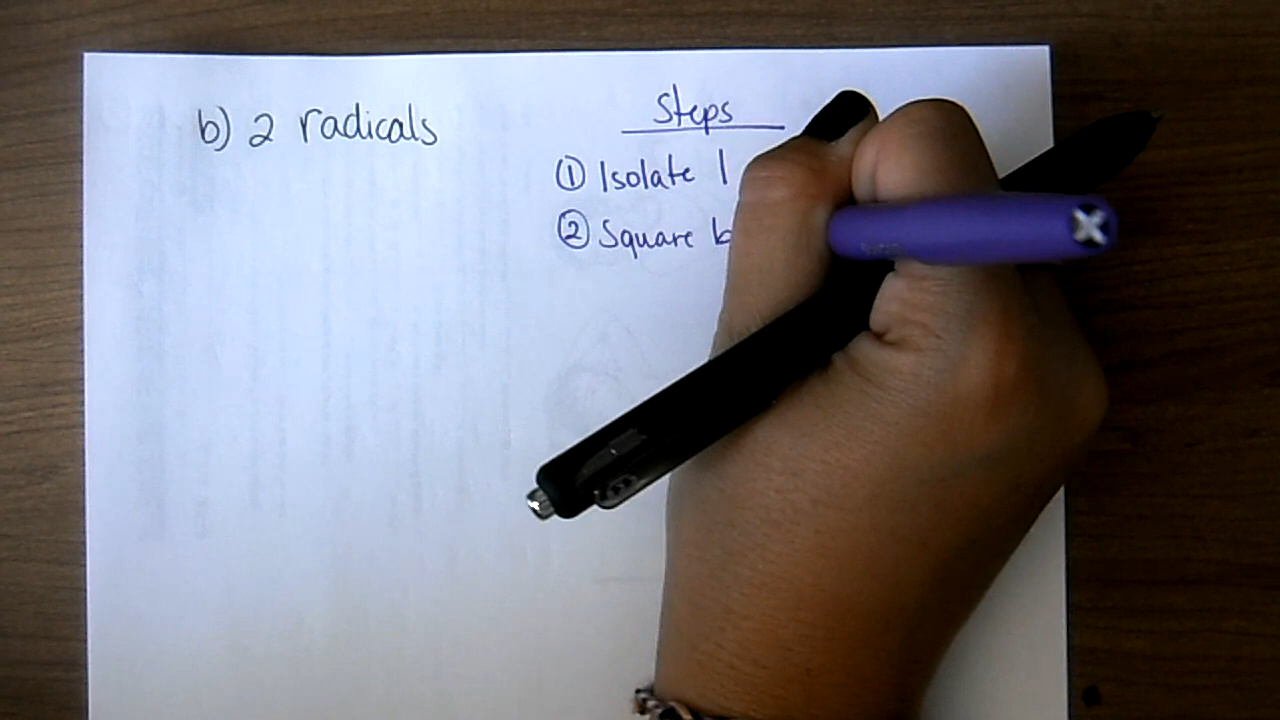 b) 2 radicals
Steps
① Isolate 1
② Square b